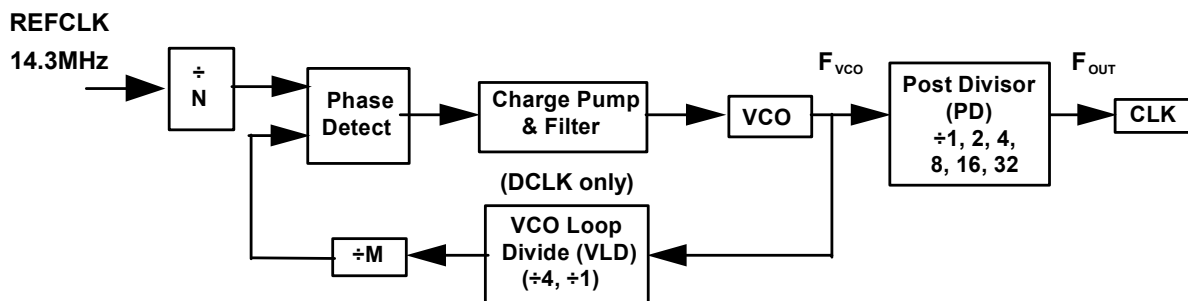 REFCLK
14.3MHz
÷
N
Phase
Detect
Charge Pump
& Filter
VCO
FVCO
Post Divisor
(PD)
÷1, 2, 4,
8, 16, 32
FOUT
CLK
(DCLK only)
VCO Loop
Divide (VLD)
(÷4, ÷1)
÷M